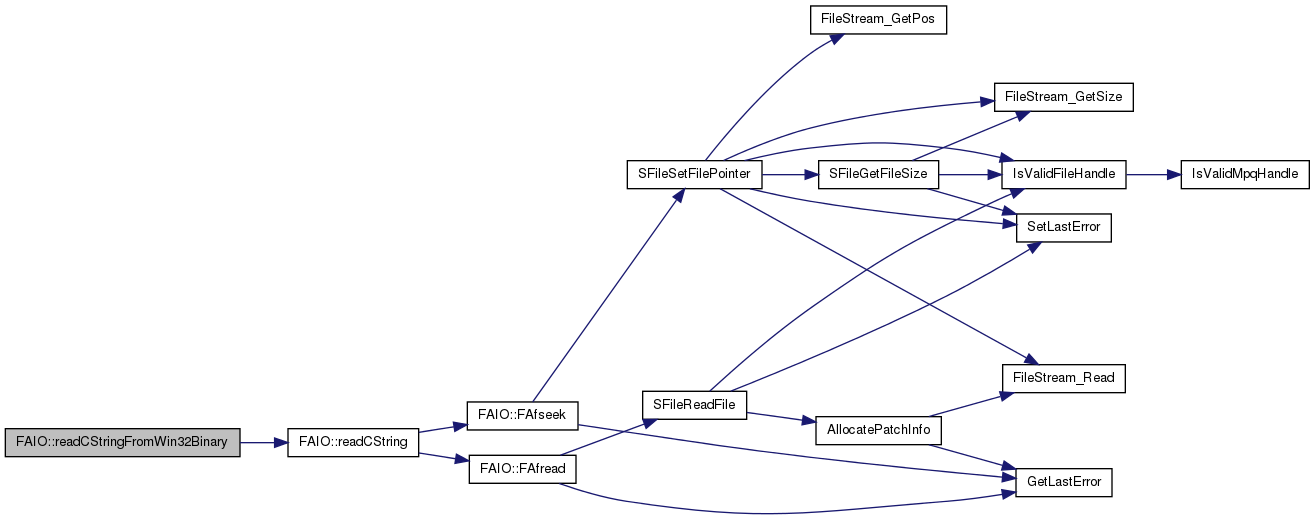 FileStream_GetPos
FileStream_GetSize
SFileSetFilePointer
SFileGetFileSize
IsValidFileHandle
IsValidMpqHandle
SetLastError
FileStream_Read
SFileReadFile
FAIO::FAfseek
AllocatePatchInfo
FAIO::readCStringFromWin32Binary
FAIO::readCString
FAIO::FAfread
GetLastError